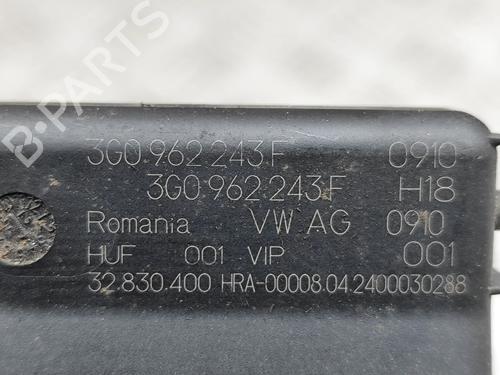 3G0.962.243.F 0910
3G0.962.243.F H18
Romania VW AG 0910
HUF 001 VIP 001
32.830.400 HRA-00008.04.2400030288
B-PARTS